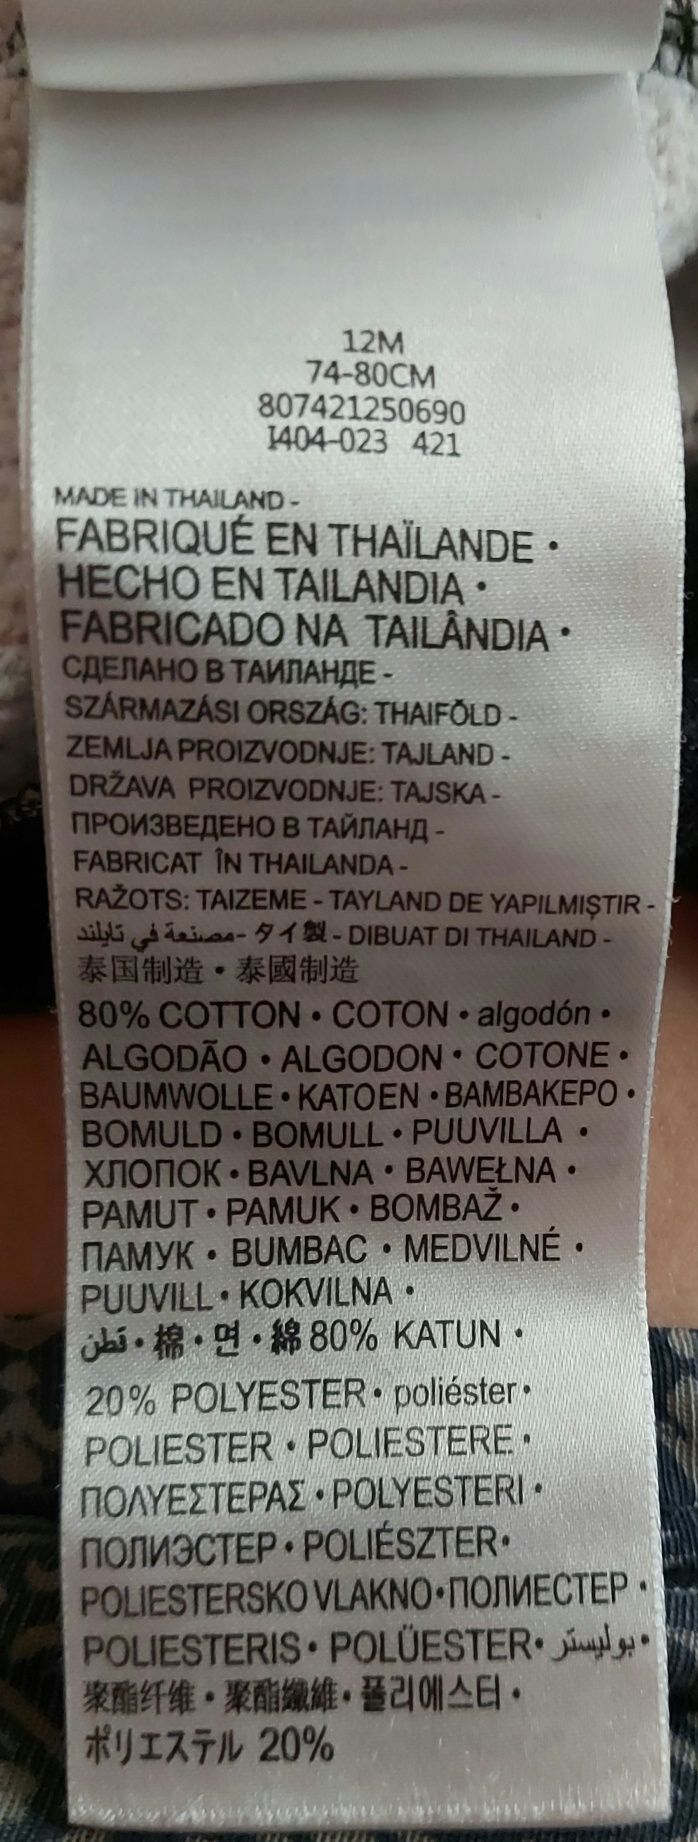 12M
74-80CM
807421250690
I404-023 421
MADE IN THAILAND -
FABRIQUÉ EN THAÏLANDE •
HECHO EN TAILANDIA •
FABRICADO NA TAILÂNDIA •
СДЕЛАНО В ТАИЛАНДЕ -
SZÁRMAZÁSI ORSZÁG: THAIFÖLD -
ZEMLJA PROIZVODNJE: TAJLAND -
DRŽAVA PROIZVODNJE: TAJSKA -
ПРОИЗВЕДЕНО В ТАЙЛАНД -
FABRICAT ÎN THAILANDA -
RAŽOTS: TAIZEME - TAYLAND DE YAPILMIŞTIR -
مصنعة في تايلند - タイ製 - DIBUAT DI THAILAND -
泰国制造 • 泰國制造
80% COTTON • COTON • algodón •
ALGODÃO • ALGODON • COTONE •
BAUMWOLLE • KATOEN • ΒΑΜΒΑΚΕΡΟ •
BOMULD • BOMULL • PUUVILLA •
ХЛОПОК • BAVLNA • BAWEŁNA •
PAMUT • PAMUK • BOMBAŽ •
ПАМУК • BUMBAC • MEDVILNÉ •
PUUVILL • KOKVILNA •
قطن • 棉 • 면 • 綿 80% KATUN •
20% POLYESTER • poliéster •
POLIESTER • POLIESTERE •
ΠΟΛΥΕΣΤΕΡΑΣ • POLYESTERI •
ПОЛИЭСТЕР • POLIÉSZTER •
POLIESTERSKO VLAKNO • ПОЛИЕСТЕР •
POLIESTERIS • POLÜESTER • بوليستر •
聚酯纤维 • 聚酯纖維 • 폴리에스터 •
ポリエステル 20%